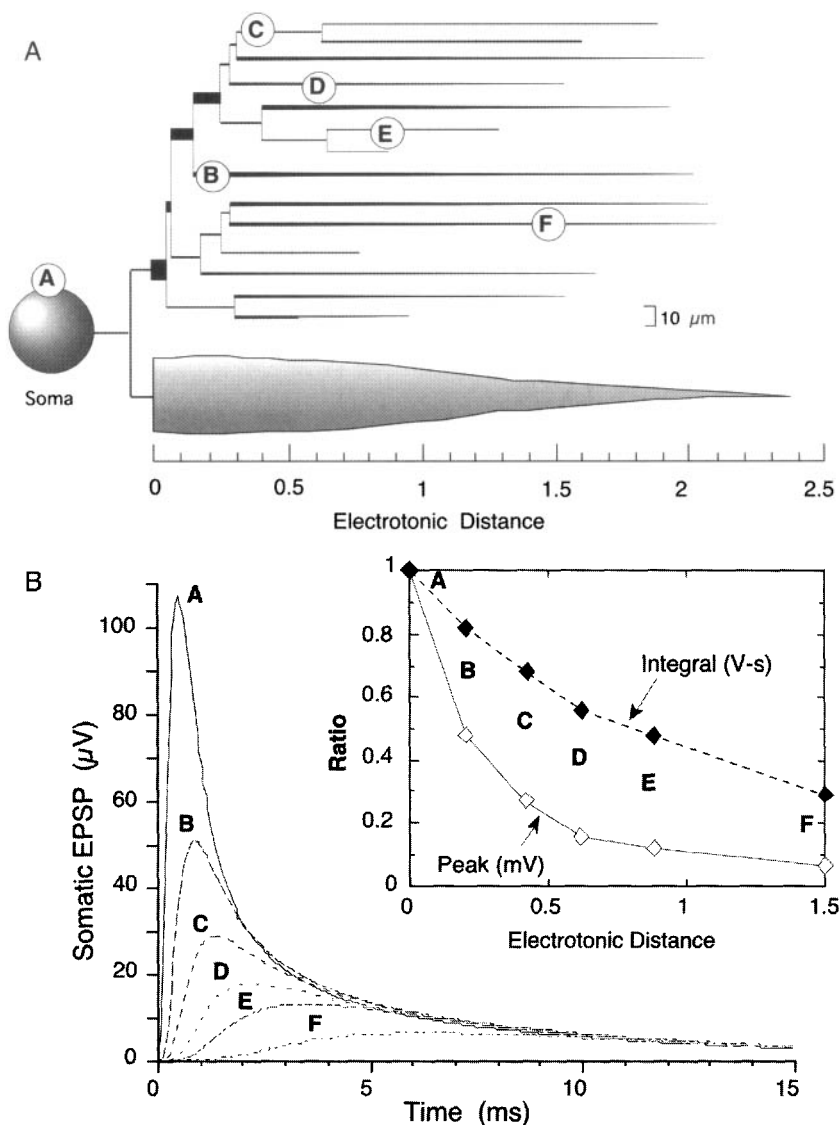 A
C
D
E
B
F
A
Soma
10 μm
0 0.5 1 1.5 2 2.5
Electrotonic Distance
B
Somatic EPSP (μV)
100
80
60
40
20
0
A
B
C
D
E
F
0 5 10 15
Time (ms)
Ratio
1
0.8
0.6
0.4
0.2
0
A
B
C
D
E
F
Integral (V-s)
Peak (mV)
0 0.5 1 1.5
Electrotonic Distance